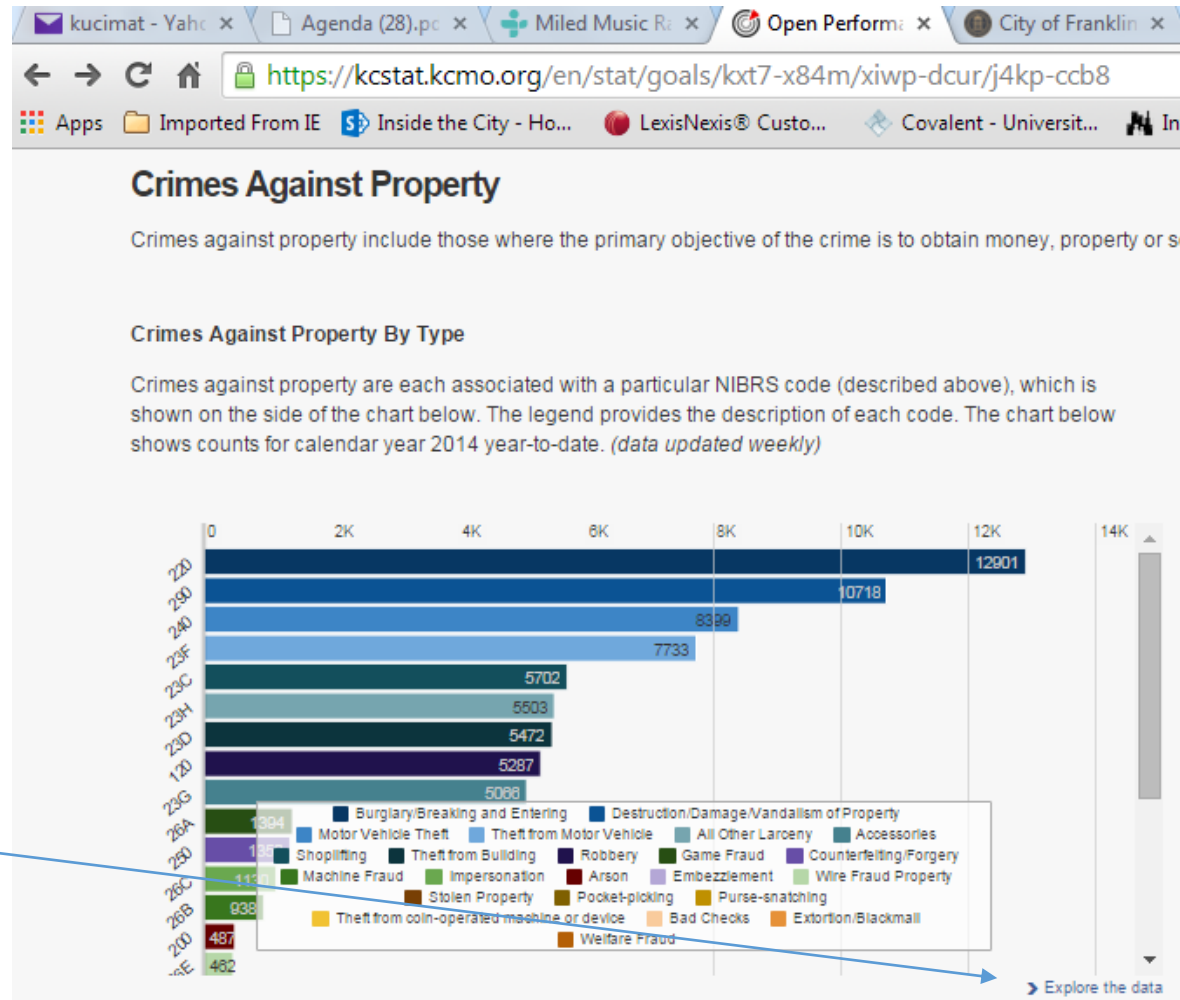 kucimat - Yaho
Agenda (28).pd
Miled Music Ra
Open Performa
City of Franklin
https://kcstat.kcmo.org/en/stat/goals/kxt7-x84m/xiwp-dcur/j4kp-ccb8
Apps Imported From IE Inside the City - Ho... LexisNexis® Custo... Covalent - Universit... In
Crimes Against Property
Crimes against property include those where the primary objective of the crime is to obtain money, property or s
Crimes Against Property By Type
Crimes against property are each associated with a particular NIBRS code (described above), which is
shown on the side of the chart below. The legend provides the description of each code. The chart below
shows counts for calendar year 2014 year-to-date. (data updated weekly)
0 2K 4K 6K 8K 10K 12K 14K
220 12901
290 10718
240 8399
23F 7733
23C 5702
23H 5503
23D 5472
120 5287
23G 5066
26A 1394
250
26C
26B 938
200 487
462
Burglary/Breaking and Entering Destruction/Damage/Vandalism of Property
Motor Vehicle Theft Theft from Motor Vehicle All Other Larceny Accessories
Shoplifting Theft from Building Robbery Game Fraud Counterfeiting/Forgery
Machine Fraud Impersonation Arson Embezzlement Wire Fraud Property
Stolen Property Pocket-picking Purse-snatching
Theft from coin-operated machine or device Bad Checks Extortion/Blackmail
Welfare Fraud
Explore the data